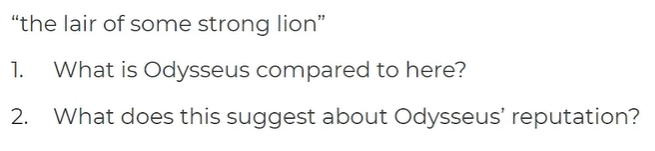 “the lair of some strong lion”
1. What is Odysseus compared to here?
2. What does this suggest about Odysseus’ reputation?